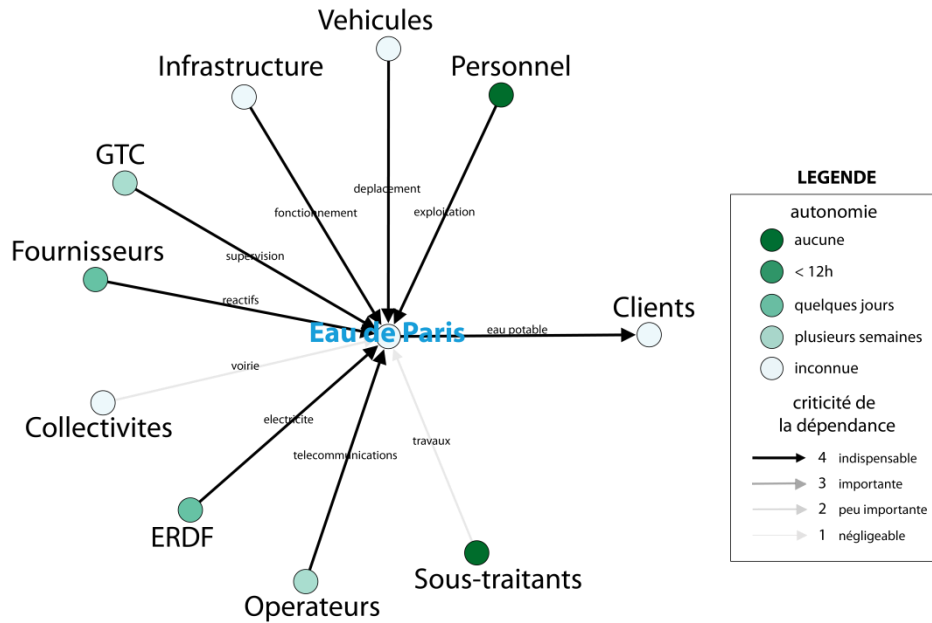 Vehicules
Infrastructure
Personnel
GTC
deplacement
fonctionnement
exploitation
Fournisseurs
supervision
reactifs
Clients
Eau de Paris
eau potable
voirie
Collectivites
electricite
travaux
telecommunications
ERDF
Sous-traitants
Operateurs
LEGENDE
autonomie
aucune
< 12h
quelques jours
plusieurs semaines
inconnue
criticité de
la dépendance
4 indispensable
3 importante
2 peu importante
1 négligeable